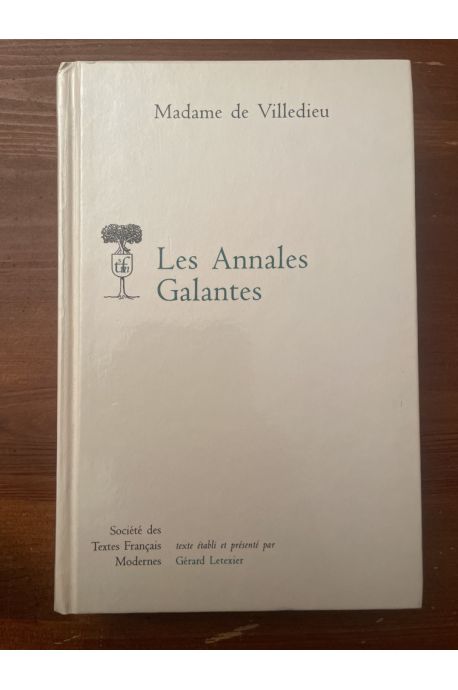 Madame de Villedieu
Les Annales
Galantes
Société des
Textes Français
Modernes
texte établi et présenté par
Gérard Letexier